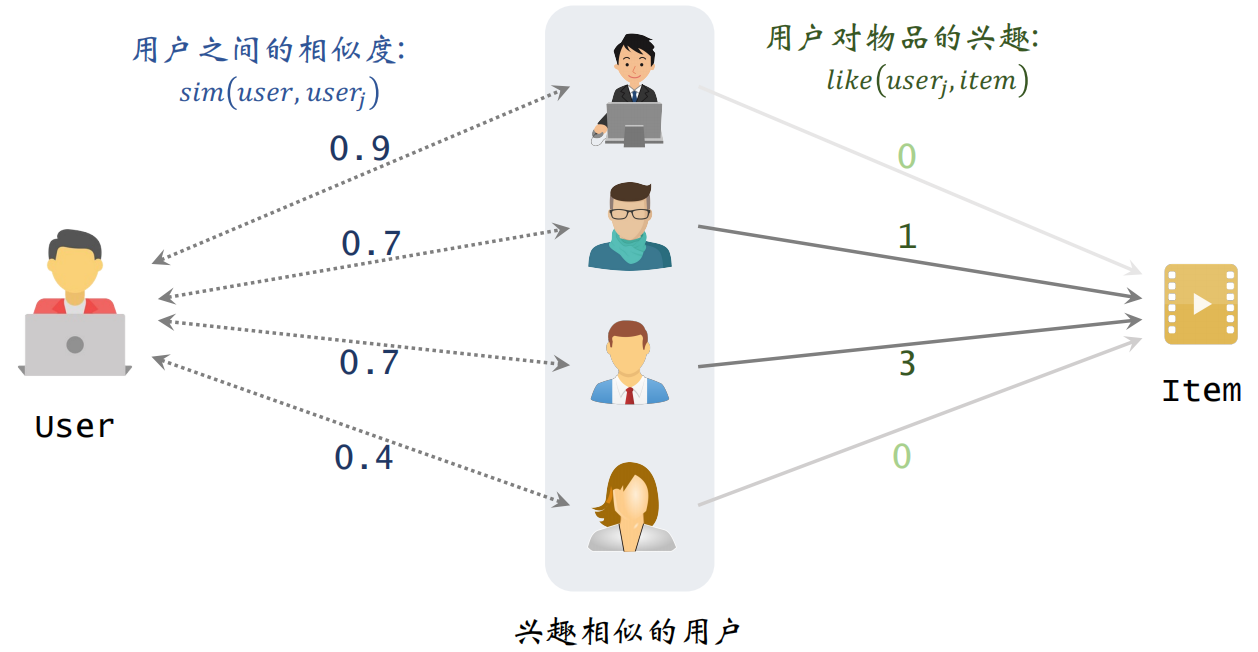 用户之间的相似度:
sim(user, user_j)
用户对物品的兴趣:
like(user_j, item)
0.9
0
0.7
1
0.7
3
0.4
0
User
Item
兴趣相似的用户